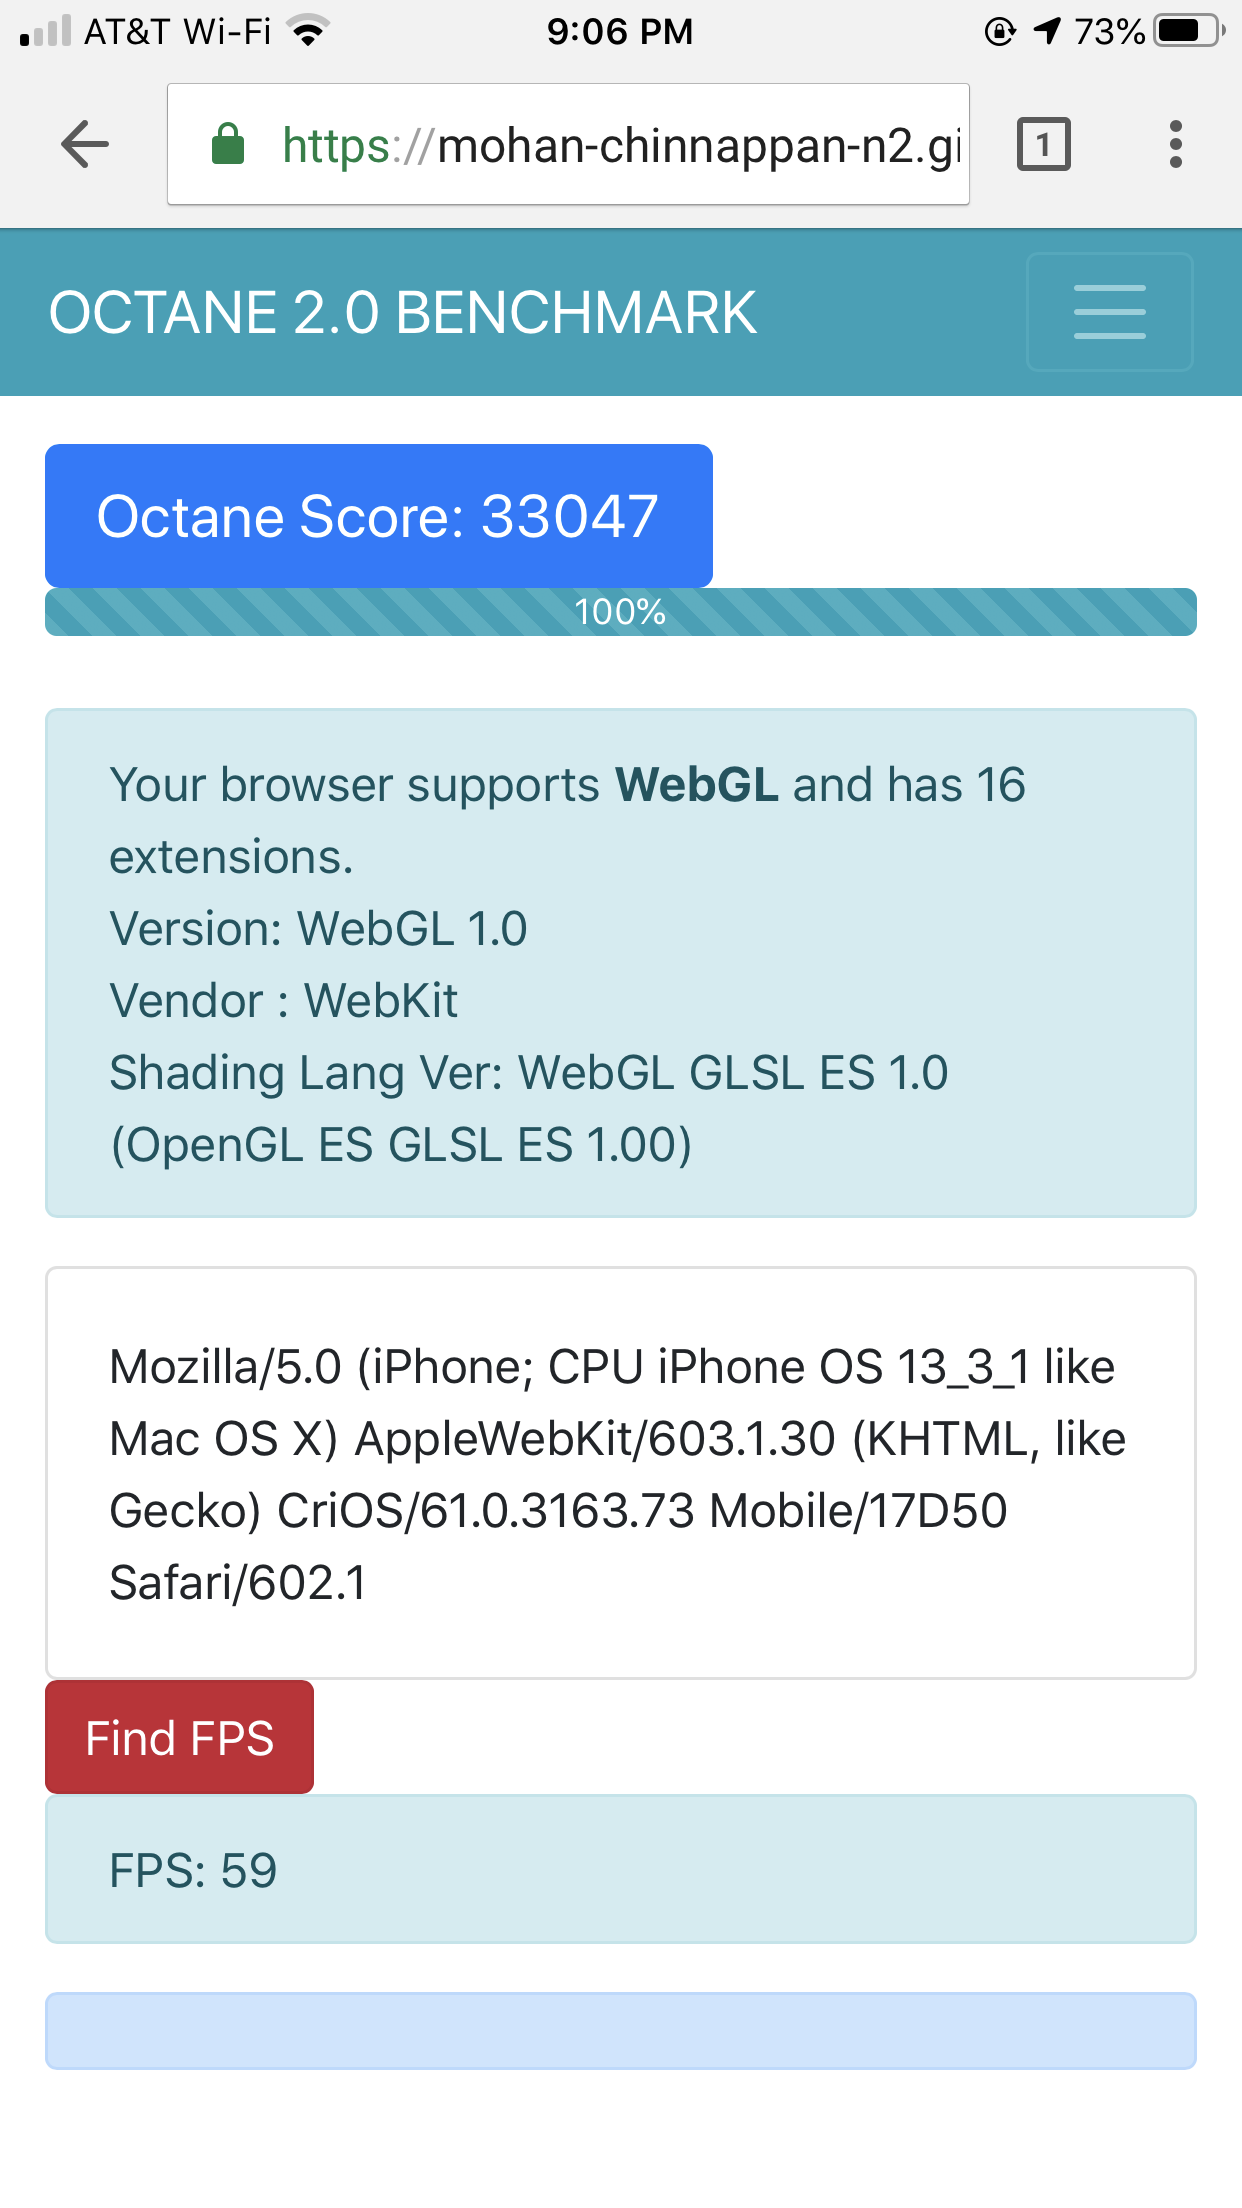 AT&T Wi-Fi 9:06 PM 73%
https://mohan-chinnappan-n2.gi 1
OCTANE 2.0 BENCHMARK
Octane Score: 33047
100%
Your browser supports WebGL and has 16
extensions.
Version: WebGL 1.0
Vendor : WebKit
Shading Lang Ver: WebGL GLSL ES 1.0
(OpenGL ES GLSL ES 1.00)
Mozilla/5.0 (iPhone; CPU iPhone OS 13_3_1 like
Mac OS X) AppleWebKit/603.1.30 (KHTML, like
Gecko) CriOS/61.0.3163.73 Mobile/17D50
Safari/602.1
Find FPS
FPS: 59